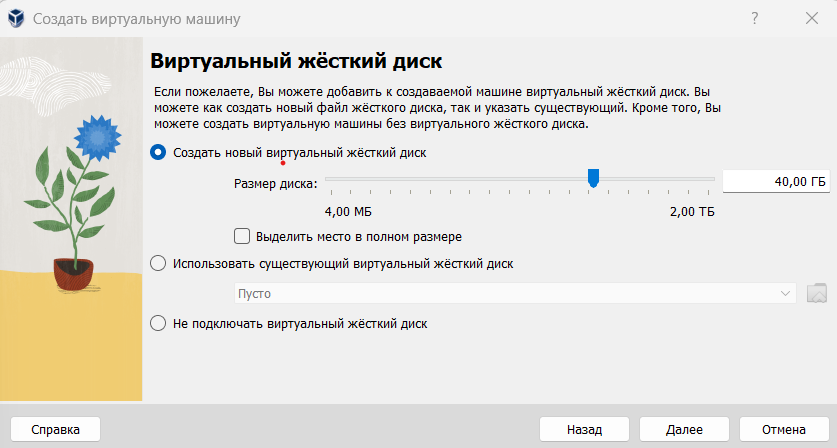 Создать виртуальную машину
?
Виртуальный жёсткий диск
Если пожелаете, Вы можете добавить к создаваемой машине виртуальный жёсткий диск. Вы
можете как создать новый файл жёсткого диска, так и указать существующий. Кроме того, Вы
можете создать виртуальную машины без виртуального жёсткого диска.
Создать новый виртуальный жёсткий диск
Размер диска:
40,00 ГБ
4,00 МБ
2,00 ТБ
Выделить место в полном размере
Использовать существующий виртуальный жёсткий диск
Пусто
Не подключать виртуальный жёсткий диск
Справка
Назад
Далее
Отмена